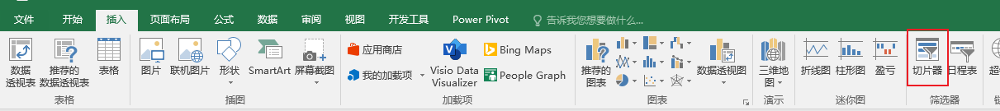 文件 开始 插入 页面布局 公式 数据 审阅 视图 开发工具 Power Pivot 告诉我您想要做什么...
数据
透视表
推荐的
数据透视表
表格
图片
联机图片
形状
SmartArt
屏幕截图
应用商店
我的加载项
Visio Data
Visualizer
Bing Maps
People Graph
推荐的
图表
数据透视图
三维地
图
折线图
柱形图
盈亏
切片器
日程表
表格 插图 加载项 图表 演示 迷你图 筛选器